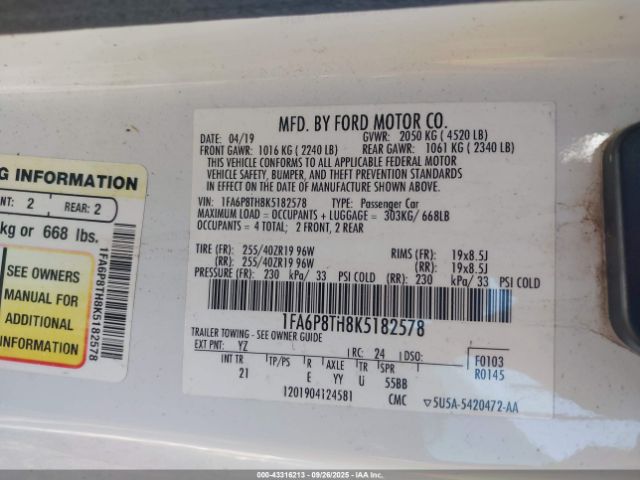 G INFORMATION
NT: 2 REAR: 2
kg or 668 lbs.
SEE OWNERS
MANUAL FOR
ADDITIONAL
INFORMATION
1FA6P8TH8K5182578
MFD. BY FORD MOTOR CO.
DATE: 04/19 GVWR: 2050 KG ( 4520 LB)
FRONT GAWR: 1016 KG ( 2240 LB) REAR GAWR: 1061 KG ( 2340 LB)
THIS VEHICLE CONFORMS TO ALL APPLICABLE FEDERAL MOTOR
VEHICLE SAFETY, BUMPER, AND THEFT PREVENTION STANDARDS
IN EFFECT ON THE DATE OF MANUFACTURE SHOWN ABOVE.
VIN: 1FA6P8TH8K5182578 TYPE: Passenger Car
MAXIMUM LOAD = OCCUPANTS + LUGGAGE = 303KG/ 668LB
OCCUPANTS = 4 TOTAL; 2 FRONT, 2 REAR
TIRE (FR): 255/40ZR19 96W RIMS (FR): 19x8.5J
(RR): 255/40ZR19 96W (RR): 19x8.5J
PRESSURE (FR): 230 kPa/ 33 PSI COLD (RR): 230 kPa/ 33 PSI COLD
1FA6P8TH8K5182578
TRAILER TOWING - SEE OWNER GUIDE
EXT PNT: YZ RC: 24 DSO: F0103
INT TR TP/PS R AXLE TR SPR R0145
21 E YY U 55BB
1201904124581 CMC ▽5U5A-5420472-AA
000-43316213 - 09/26/2025 - IAAI.COM